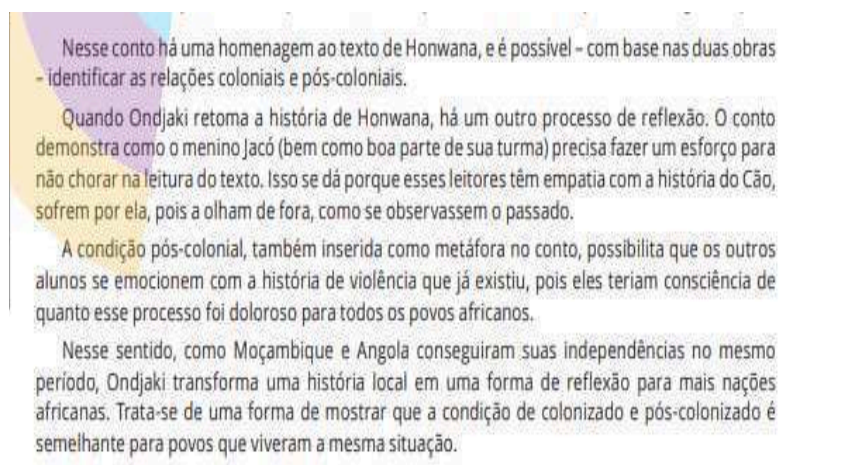 Nesse conto há uma homenagem ao texto de Honwana, e é possível – com base nas duas obras
– identificar as relações coloniais e pós-coloniais.
Quando Ondjaki retoma a história de Honwana, há um outro processo de reflexão. O conto
demonstra como o menino Jacó (bem como boa parte de sua turma) precisa fazer um esforço para
não chorar na leitura do texto. Isso se dá porque esses leitores têm empatia com a história do Cão,
sofrem por ela, pois a olham de fora, como se observassem o passado.
A condição pós-colonial, também inserida como metáfora no conto, possibilita que os outros
alunos se emocionem com a história de violência que já existiu, pois eles teriam consciência de
quanto esse processo foi doloroso para todos os povos africanos.
Nesse sentido, como Moçambique e Angola conseguiram suas independências no mesmo
período, Ondjaki transforma uma história local em uma forma de reflexão para mais nações
africanas. Trata-se de uma forma de mostrar que a condição de colonizado e pós-colonizado é
semelhante para povos que viveram a mesma situação.